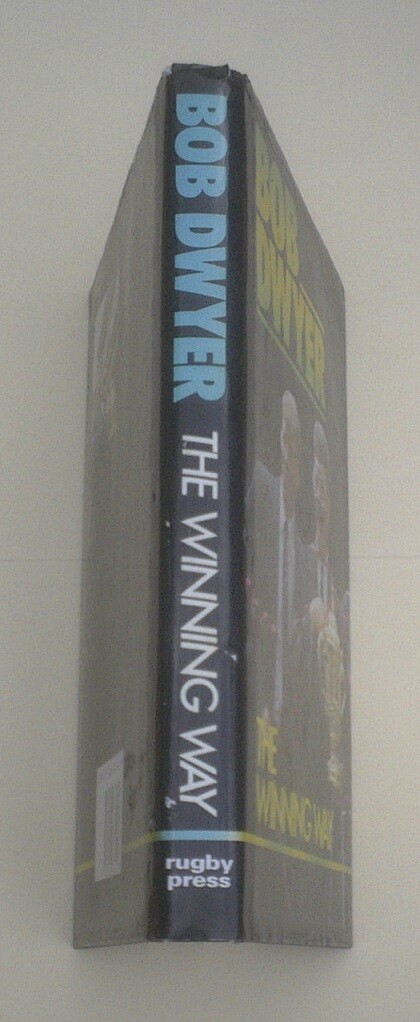 BOB DWYER THE WINNING WAY
rugby
press
BOB
DWYER
THE
WINNING WAY